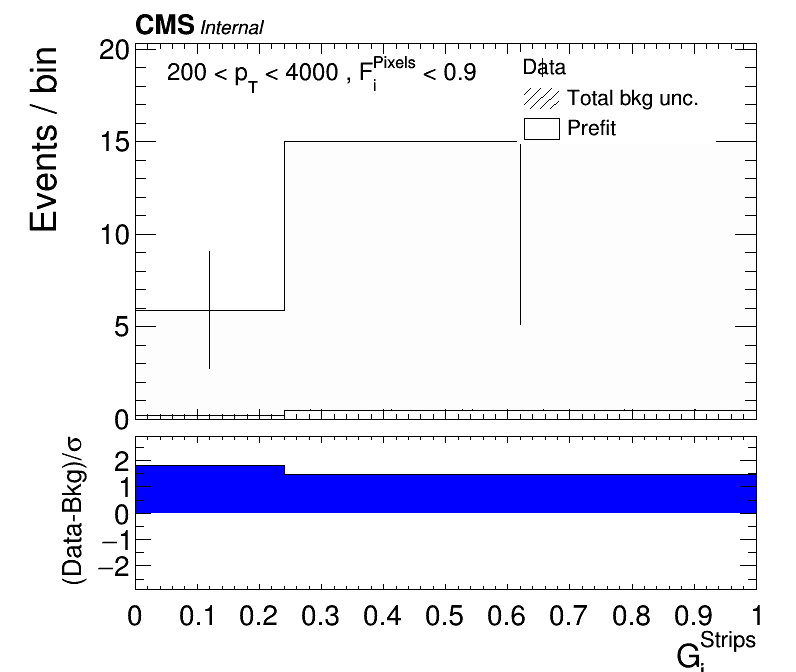 CMS Internal
Events / bin
200 < p_T < 4000 , F_i^Pixels < 0.9
Data
Total bkg unc.
Prefit
20
15
10
5
0
(Data-Bkg)/σ
2
1
0
−1
−2
0 0.1 0.2 0.3 0.4 0.5 0.6 0.7 0.8 0.9 1
G_i^Strips